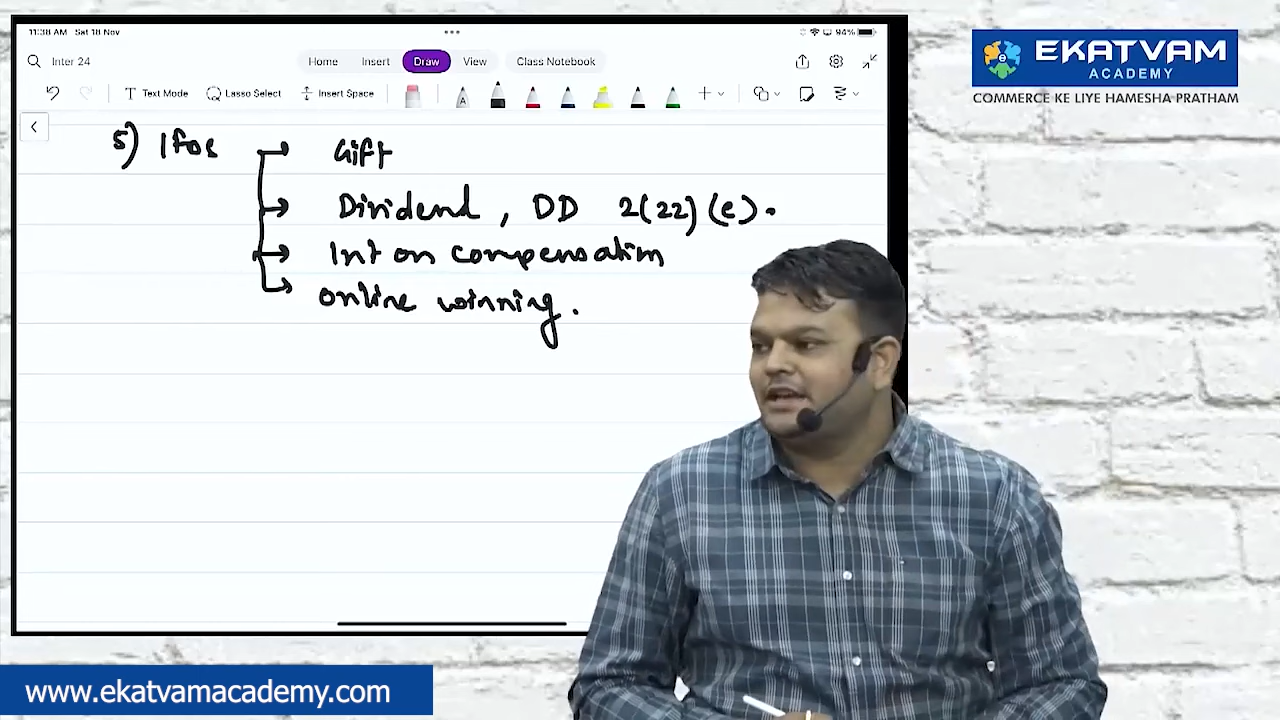 11:38 AM Sat 18 Nov
94%
Inter 24
Home Insert Draw View Class Notebook
Text Mode Lasso Select Insert Space
5) Ifos
Gift
Dividend, DD 2(22)(e).
Int on compensation
online winning.
EKATVAM
ACADEMY
COMMERCE KE LIYE HAMESHA PRATHAM
www.ekatvamacademy.com